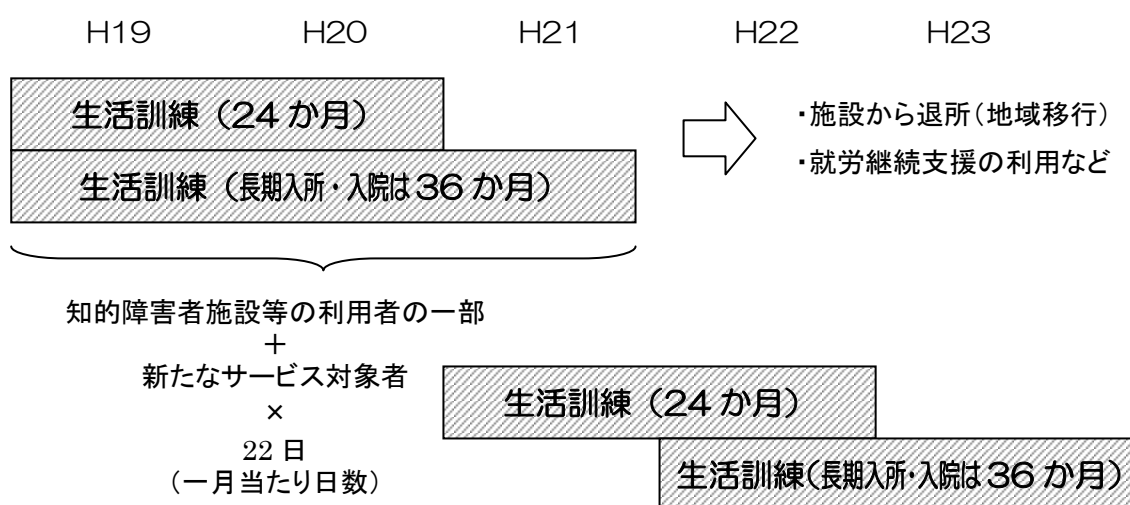 H19 H20 H21 H22 H23
生活訓練（24か月）
生活訓練（長期入所・入院は36か月）
・施設から退所（地域移行）
・就労継続支援の利用など
知的障害者施設等の利用者の一部
＋
新たなサービス対象者
×
22日
（一月当たり日数）
生活訓練（24か月）
生活訓練（長期入所・入院は36か月）